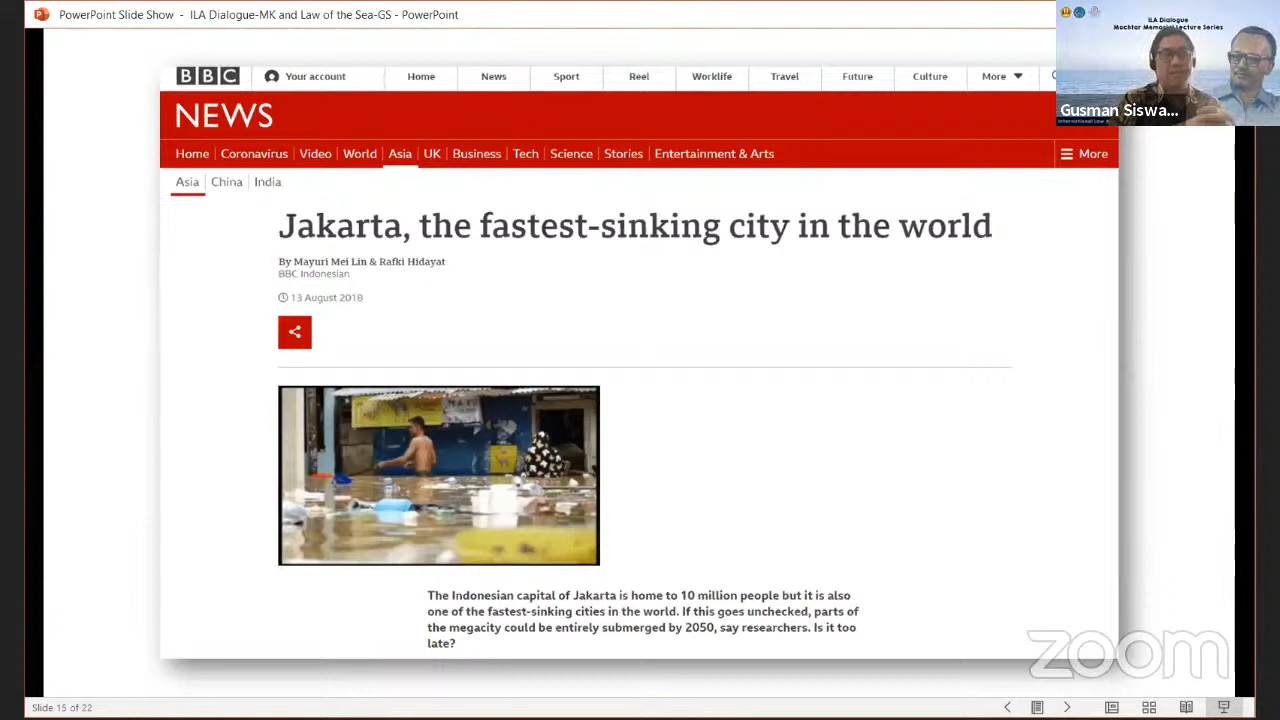 PowerPoint Slide Show - ILA Dialogue-MK and Law of the Sea-GS - PowerPoint
ILA Dialogue
Mochtar Memorial Lecture Series
Gusman Siswa...
BBC Your account Home News Sport Reel Worklife Travel Future Culture More
NEWS
Home Coronavirus Video World Asia UK Business Tech Science Stories Entertainment & Arts More
Asia China India
Jakarta, the fastest-sinking city in the world
By Mayuri Mei Lin & Rafki Hidayat
BBC Indonesian
13 August 2018
The Indonesian capital of Jakarta is home to 10 million people but it is also
one of the fastest-sinking cities in the world. If this goes unchecked, parts of
the megacity could be entirely submerged by 2050, say researchers. Is it too
late?
zoom
Slide 15 of 22